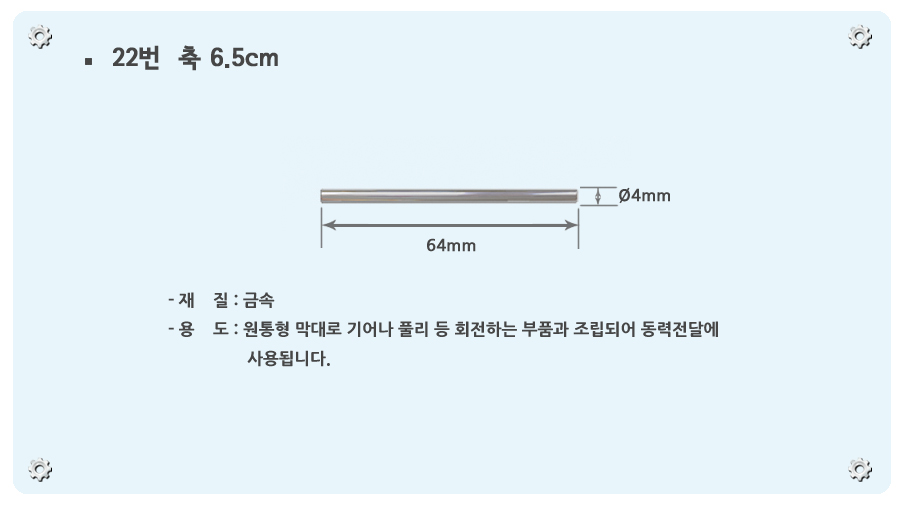 ▪ 22번 축 6.5cm
Ø4mm
64mm
- 재 질 : 금속
- 용 도 : 원통형 막대로 기어나 풀리 등 회전하는 부품과 조립되어 동력전달에
사용됩니다.